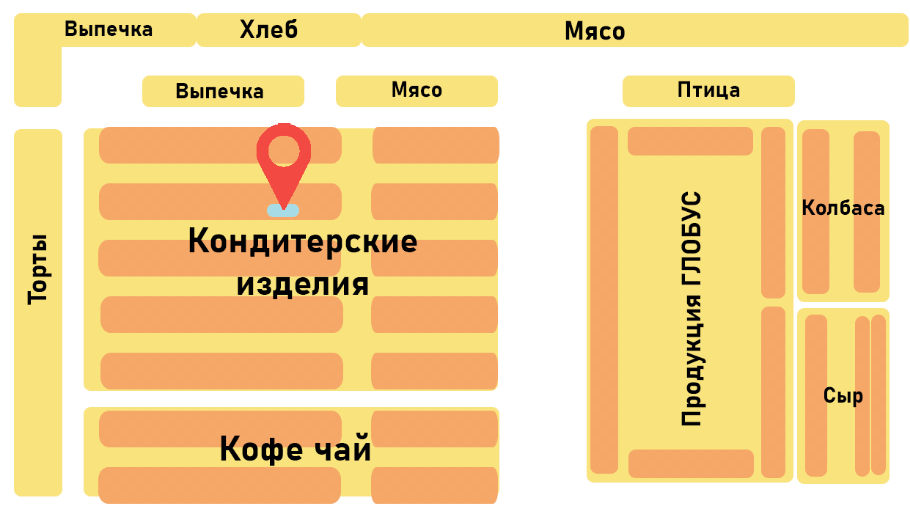 Выпечка
Хлеб
Мясо
Выпечка
Мясо
Птица
Торты
Кондитерские
изделия
Продукция ГЛОБУС
Колбаса
Сыр
Кофе чай